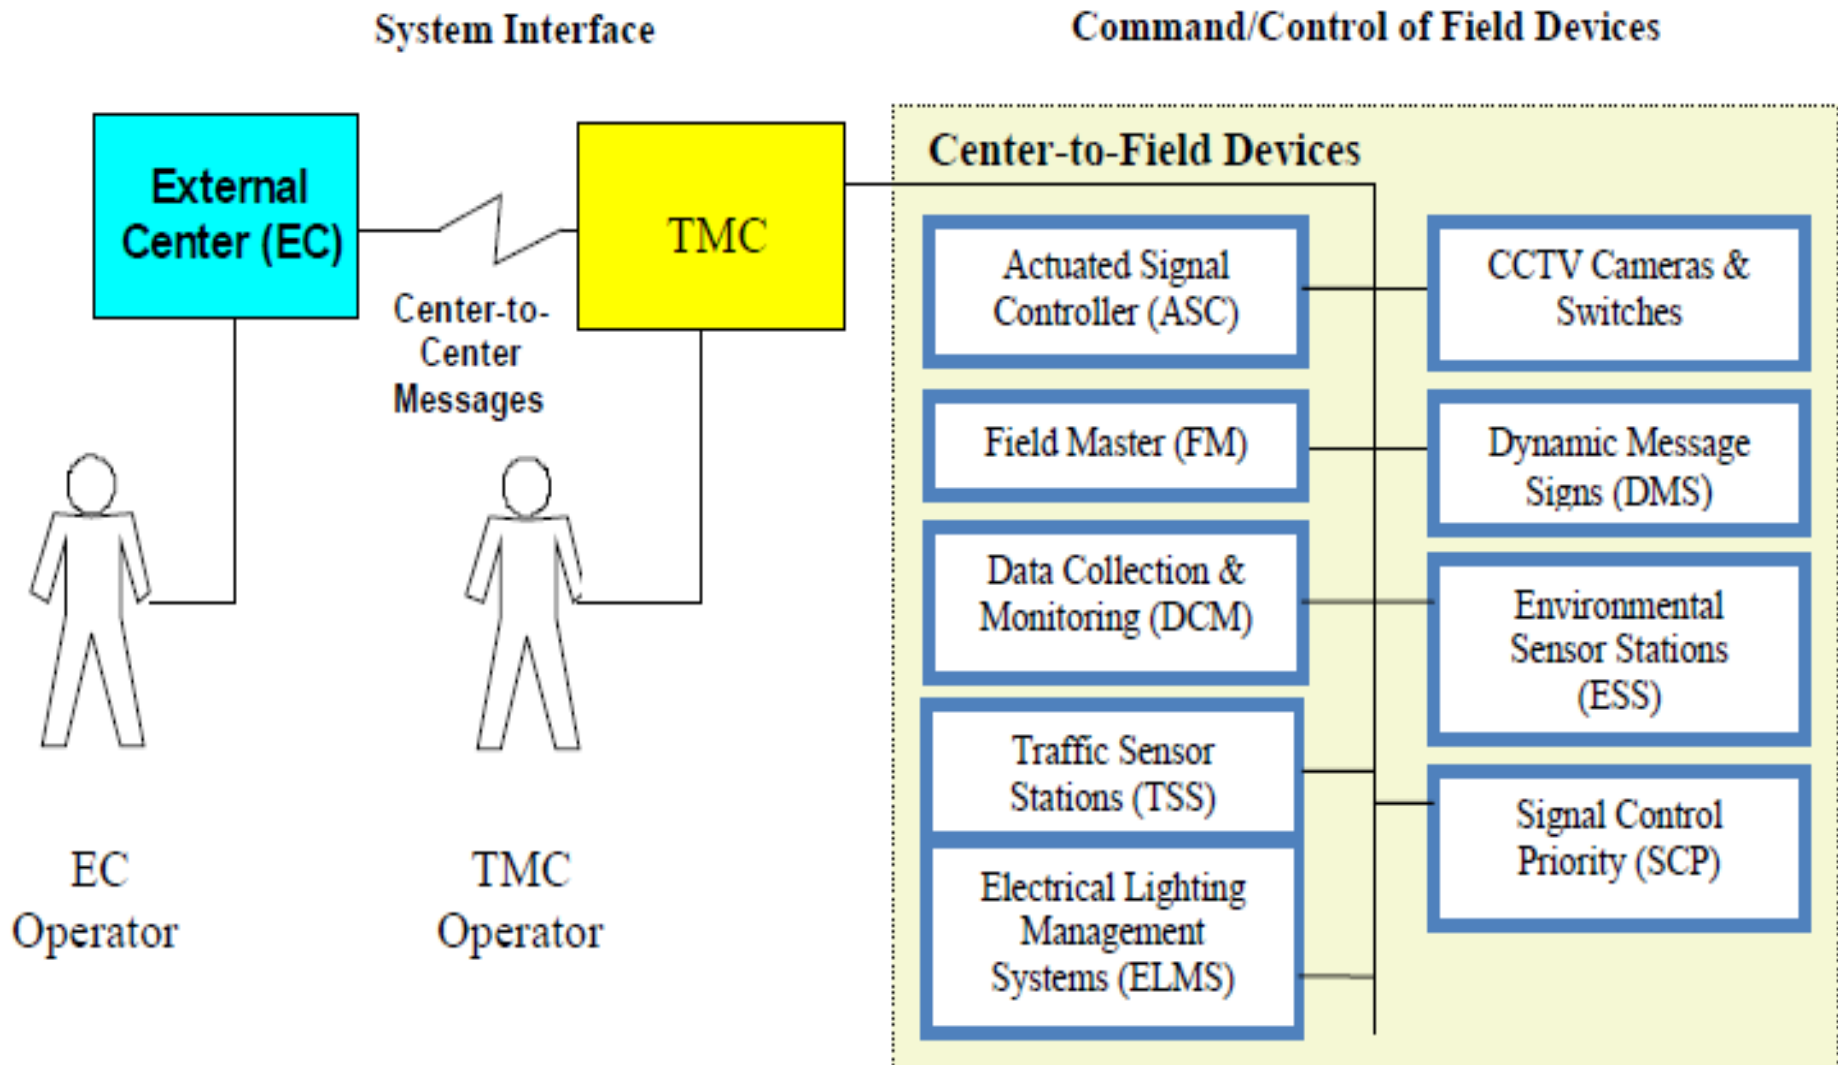 System Interface
Command/Control of Field Devices
External
Center (EC)
TMC
Center-to-
Center
Messages
EC
Operator
TMC
Operator
Center-to-Field Devices
Actuated Signal
Controller (ASC)
CCTV Cameras &
Switches
Field Master (FM)
Dynamic Message
Signs (DMS)
Data Collection &
Monitoring (DCM)
Environmental
Sensor Stations
(ESS)
Traffic Sensor
Stations (TSS)
Signal Control
Priority (SCP)
Electrical Lighting
Management
Systems (ELMS)